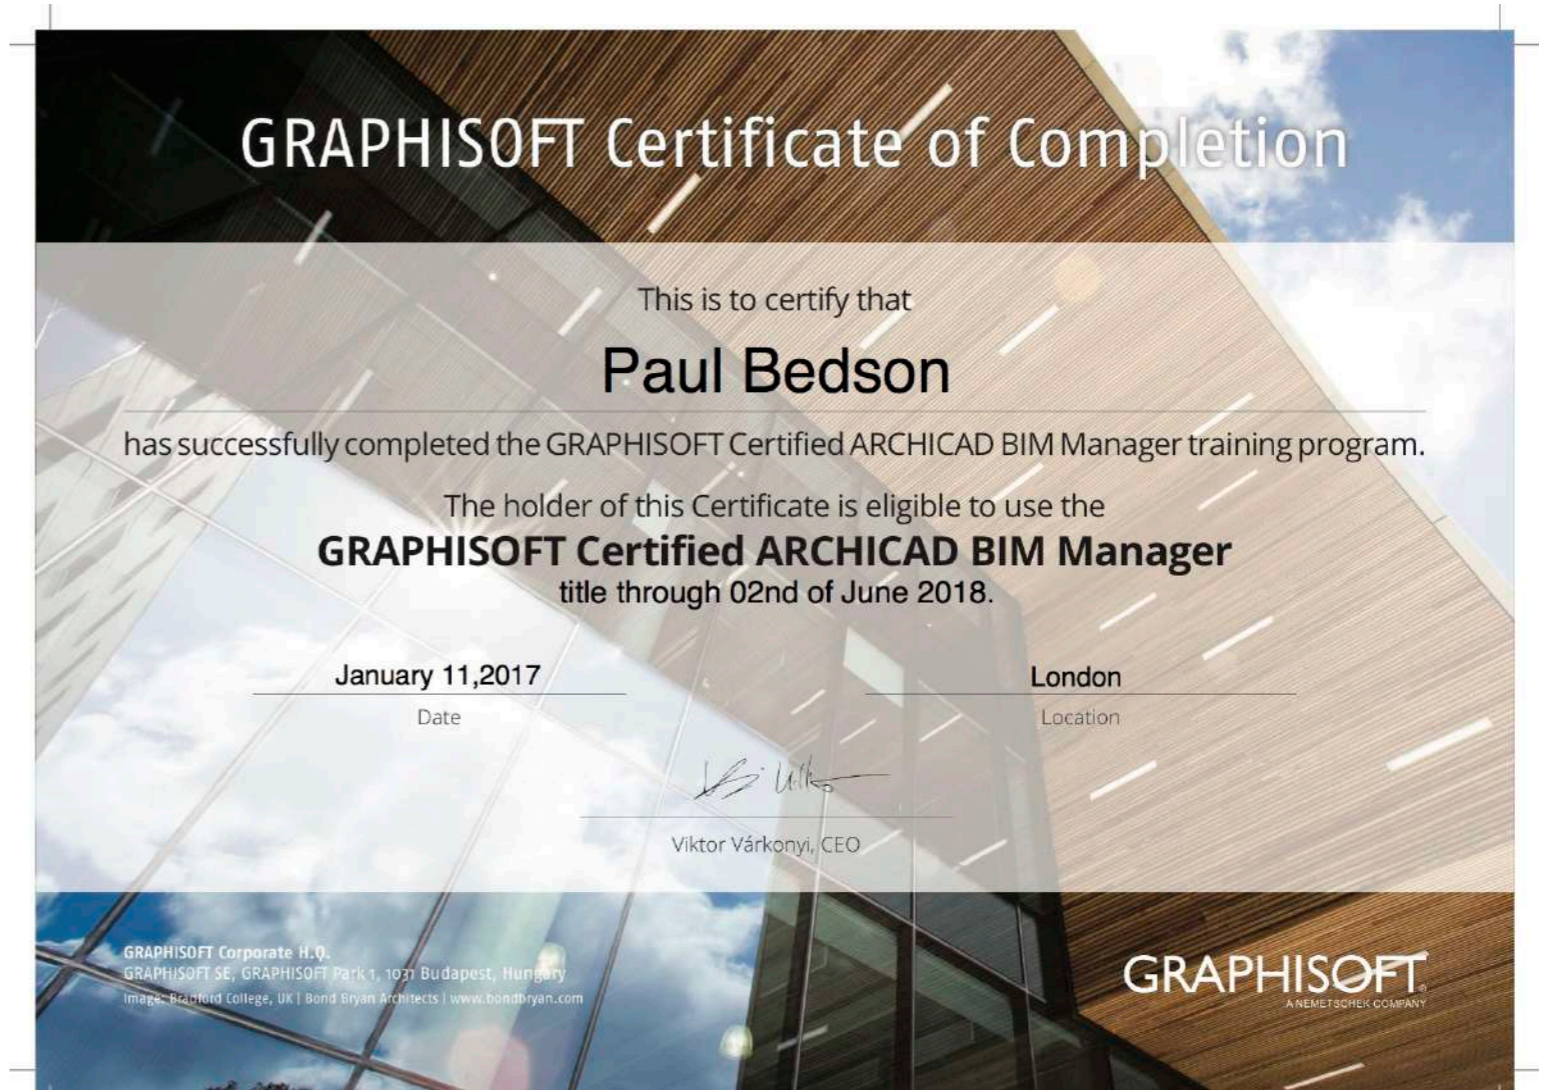 GRAPHISOFT Certificate of Completion
This is to certify that
Paul Bedson
has successfully completed the GRAPHISOFT Certified ARCHICAD BIM Manager training program.
The holder of this Certificate is eligible to use the
GRAPHISOFT Certified ARCHICAD BIM Manager
title through 02nd of June 2018.
January 11,2017
Date
London
Location
Viktor Várkonyi, CEO
GRAPHISOFT Corporate H.Q.
GRAPHISOFT SE, GRAPHISOFT Park 1, 1031 Budapest, Hungary
Image: Bradford College, UK | Bond Bryan Architects | www.bondbryan.com
GRAPHISOFT®
A NEMETSCHEK COMPANY